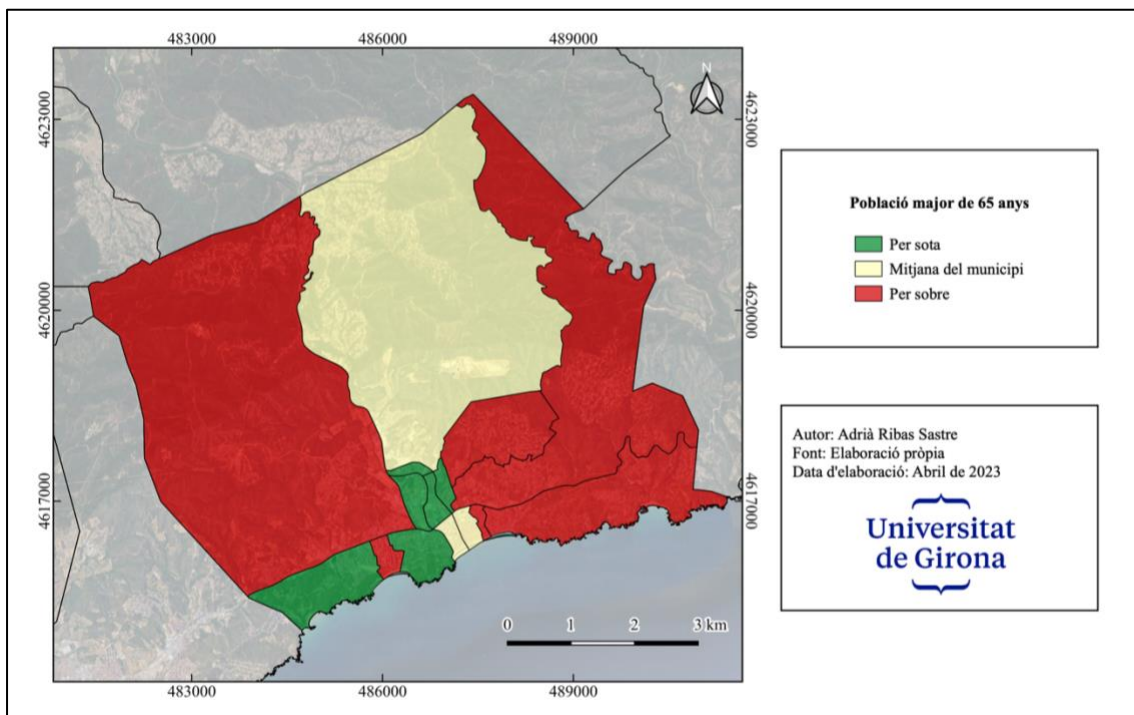 483000 486000 489000
N
4623000 4623000
4620000 4620000
4617000 4617000
0 1 2 3 km
483000 486000 489000
Població major de 65 anys
Per sota
Mitjana del municipi
Per sobre
Autor: Adrià Ribas Sastre
Font: Elaboració pròpia
Data d'elaboració: Abril de 2023
Universitat
de Girona